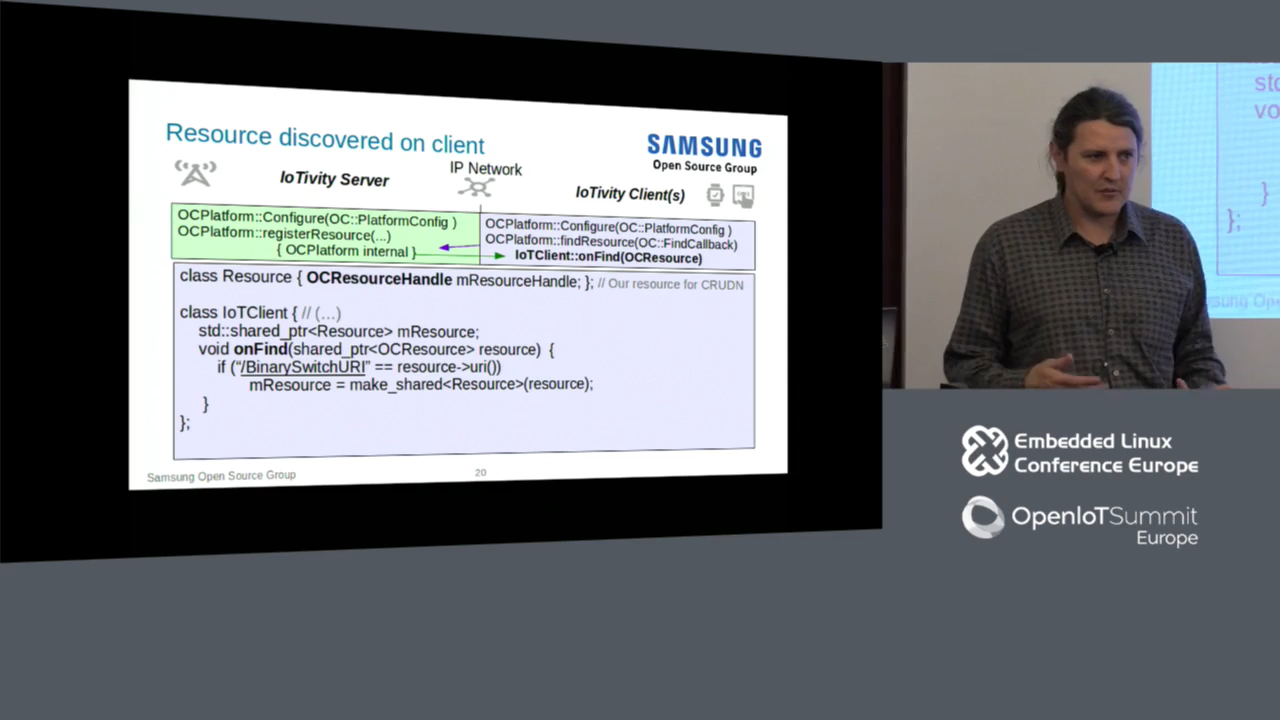 Resource discovered on client
SAMSUNG
Open Source Group
IP Network
IoTivity Server
IoTivity Client(s)
OCPlatform::Configure(OC::PlatformConfig )
OCPlatform::registerResource(...)
{ OCPlatform internal }
OCPlatform::Configure(OC::PlatformConfig )
OCPlatform::findResource(OC::FindCallback)
IoTClient::onFind(OCResource)
class Resource { OCResourceHandle mResourceHandle; }; // Our resource for CRUDN
class IoTClient { // (…)
std::shared_ptr<Resource> mResource;
void onFind(shared_ptr<OCResource> resource) {
if (“/BinarySwitchURI” == resource->uri())
mResource = make_shared<Resource>(resource);
}
};
Samsung Open Source Group
20
}
};
Embedded Linux
Conference Europe
OpenIoTSummit
Europe